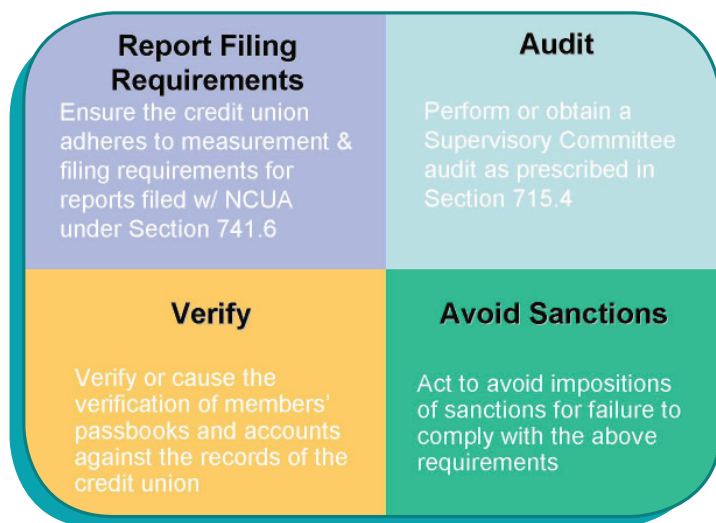 Report Filing
Requirements
Ensure the credit union
adheres to measurement &
filing requirements for
reports filed w/ NCUA
under Section 741.6
Audit
Perform or obtain a
Supervisory Committee
audit as prescribed in
Section 715.4
Verify
Verify or cause the
verification of members'
passbooks and accounts
against the records of the
credit union
Avoid Sanctions
Act to avoid impositions
of sanctions for failure to
comply with the above
requirements